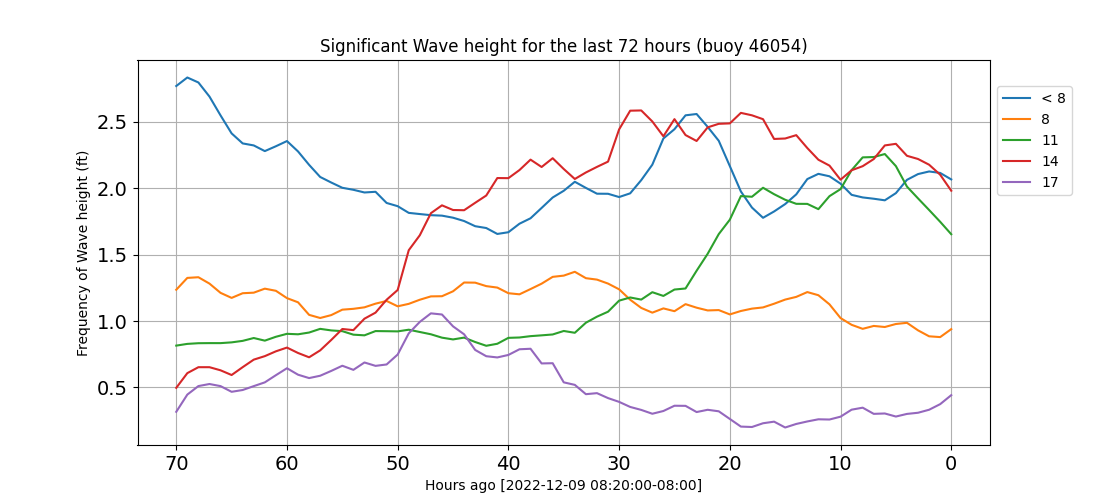 Significant Wave height for the last 72 hours (buoy 46054)
Frequency of Wave height (ft)
2.5
2.0
1.5
1.0
0.5
70 60 50 40 30 20 10 0
Hours ago [2022-12-09 08:20:00-08:00]
< 8
8
11
14
17